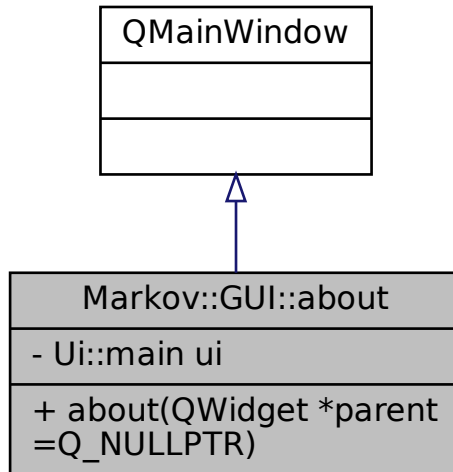 QMainWindow
Markov::GUI::about
- Ui::main ui
+ about(QWidget *parent
=Q_NULLPTR)